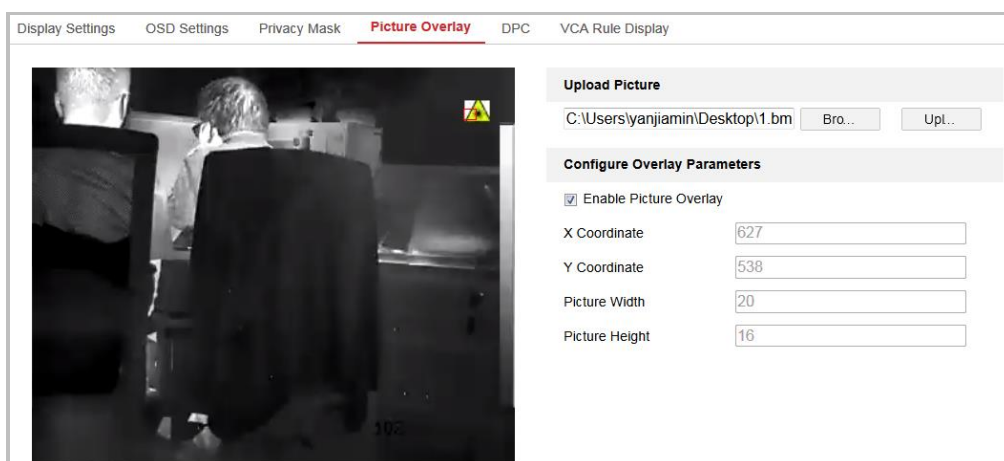 Display Settings OSD Settings Privacy Mask Picture Overlay DPC VCA Rule Display
Upload Picture
C:\Users\yanjiamin\Desktop\1.bm Bro... Upl...
Configure Overlay Parameters
Enable Picture Overlay
X Coordinate 627
Y Coordinate 538
Picture Width 20
Picture Height 16